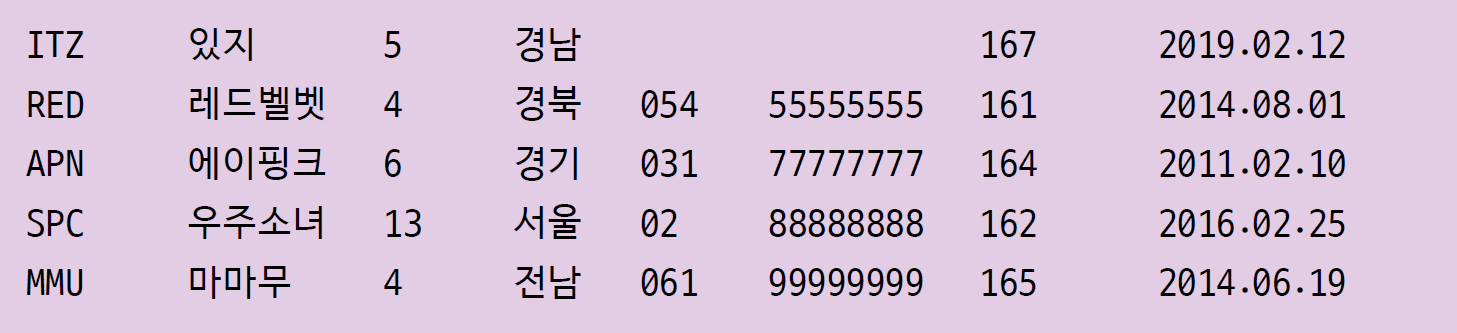 ITZ 있지 5 경남 167 2019.02.12
RED 레드벨벳 4 경북 054 55555555 161 2014.08.01
APN 에이핑크 6 경기 031 77777777 164 2011.02.10
SPC 우주소녀 13 서울 02 88888888 162 2016.02.25
MMU 마마무 4 전남 061 99999999 165 2014.06.19